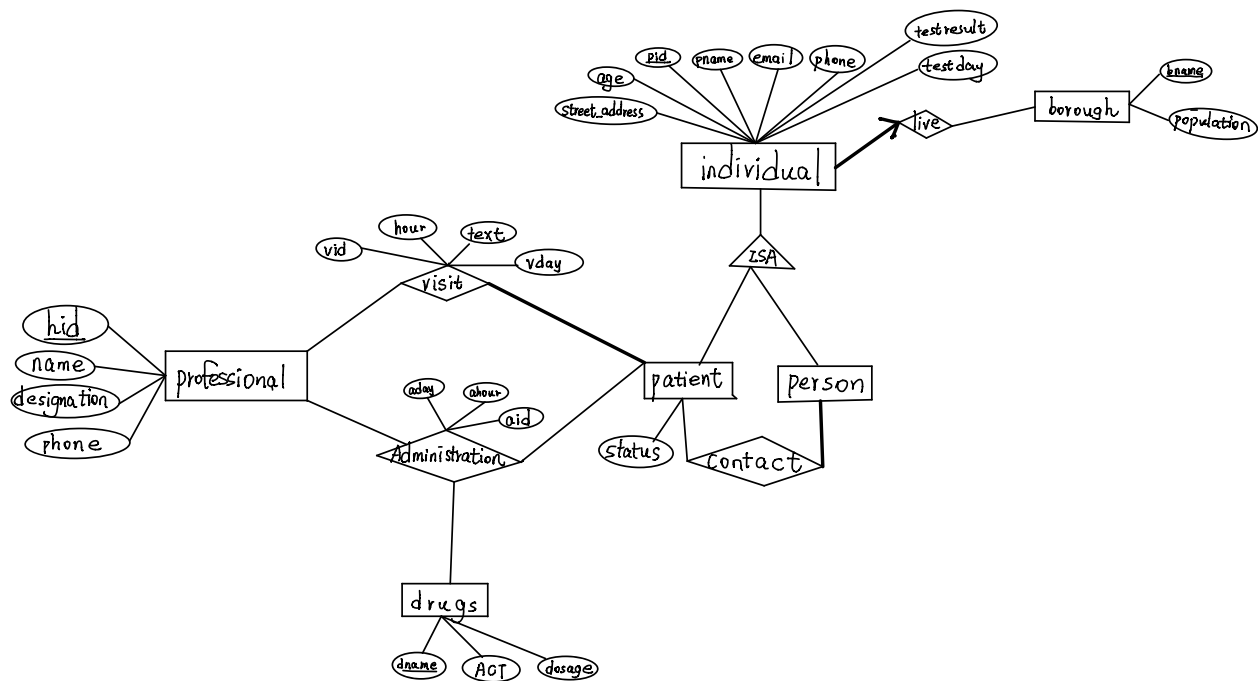 testresult
pid
pname
email
phone
testday
age
street_address
bname
live
borough
population
individual
hour
text
vid
vday
ISA
visit
hid
name
professional
designation
phone
patient
person
aday
ahour
aid
status
Administration
contact
drugs
dname
ACT
dosage